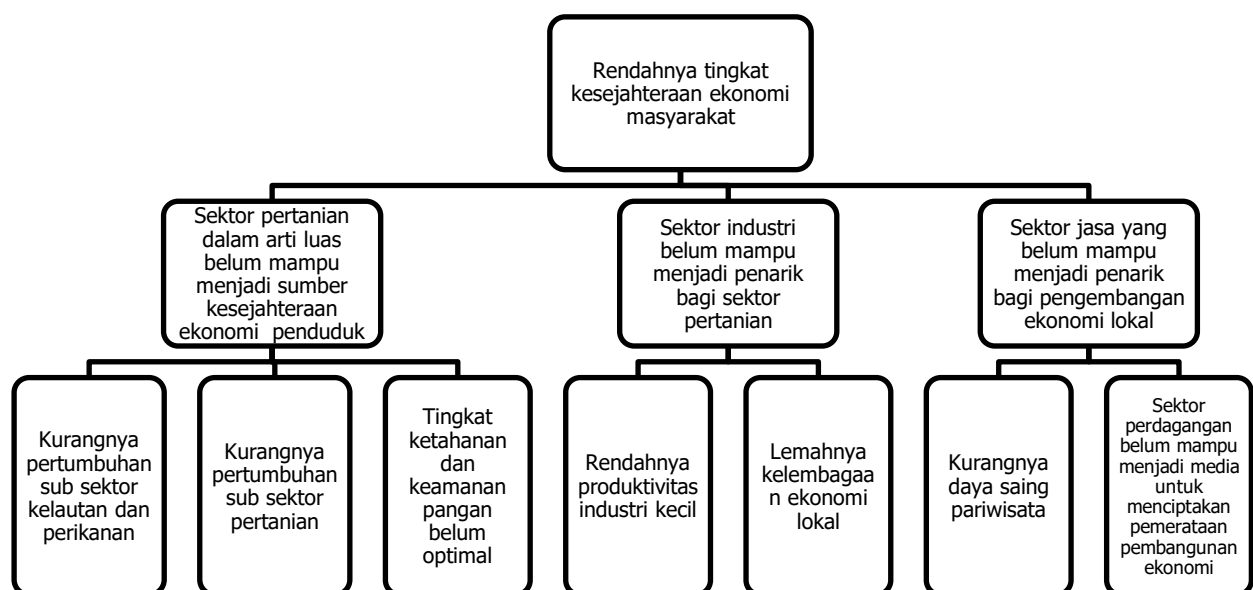 Rendahnya tingkat
kesejahteraan ekonomi
masyarakat
Sektor pertanian
dalam arti luas
belum mampu
menjadi sumber
kesejahteraan
ekonomi penduduk
Sektor industri
belum mampu
menjadi penarik
bagi sektor
pertanian
Sektor jasa yang
belum mampu
menjadi penarik
bagi pengembangan
ekonomi lokal
Kurangnya
pertumbuhan
sub sektor
kelautan dan
perikanan
Kurangnya
pertumbuhan
sub sektor
pertanian
Tingkat
ketahanan
dan
keamanan
pangan
belum
optimal
Rendahnya
produktivitas
industri kecil
Lemahnya
kelembagaa
n ekonomi
lokal
Kurangnya
daya saing
pariwisata
Sektor
perdagangan
belum mampu
menjadi media
untuk
menciptakan
pemerataan
pembangunan
ekonomi